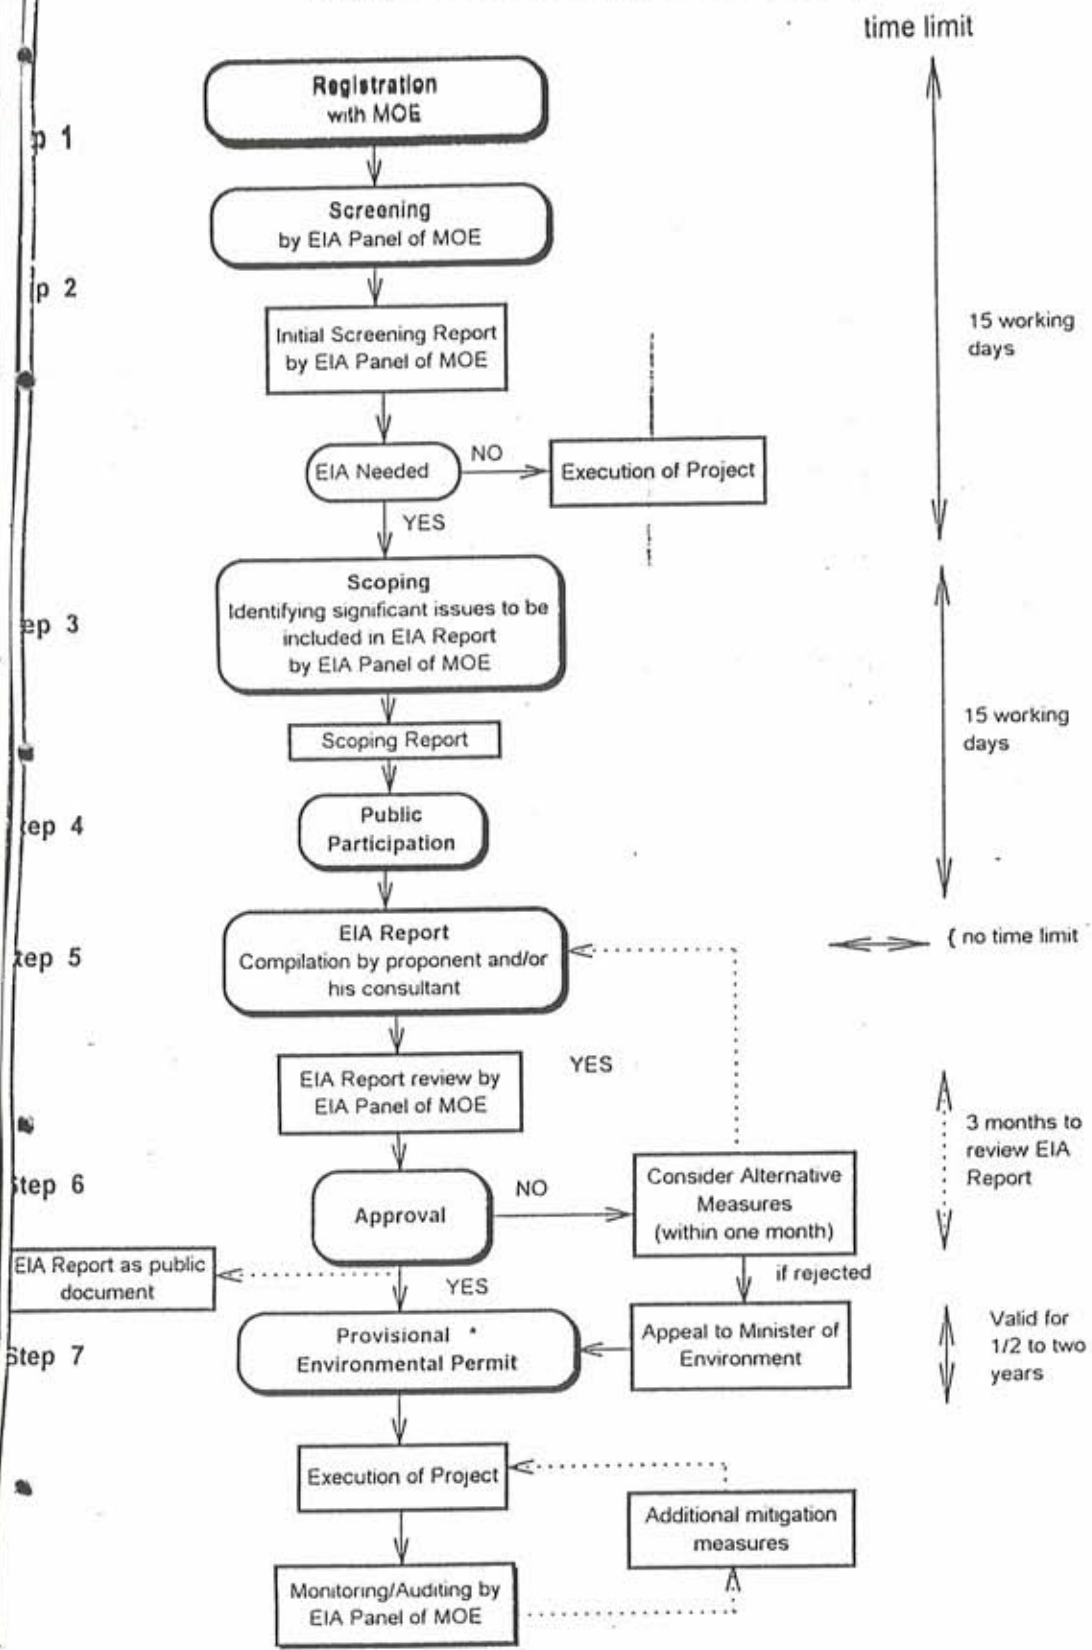 time limit
Registration
with MOE
p 1
Screening
by EIA Panel of MOE
p 2
Initial Screening Report
by EIA Panel of MOE
15 working
days
EIA Needed
NO
Execution of Project
YES
Scoping
Identifying significant issues to be
included in EIA Report
by EIA Panel of MOE
ep 3
Scoping Report
15 working
days
Public
Participation
ep 4
EIA Report
Compilation by proponent and/or
his consultant
tep 5
{ no time limit
EIA Report review by
EIA Panel of MOE
YES
3 months to
review EIA
Report
Step 6
Approval
NO
Consider Alternative
Measures
(within one month)
EIA Report as public
document
YES
if rejected
Step 7
Provisional *
Environmental Permit
Appeal to Minister of
Environment
Valid for
1/2 to two
years
Execution of Project
Additional mitigation
measures
Monitoring/Auditing by
EIA Panel of MOE